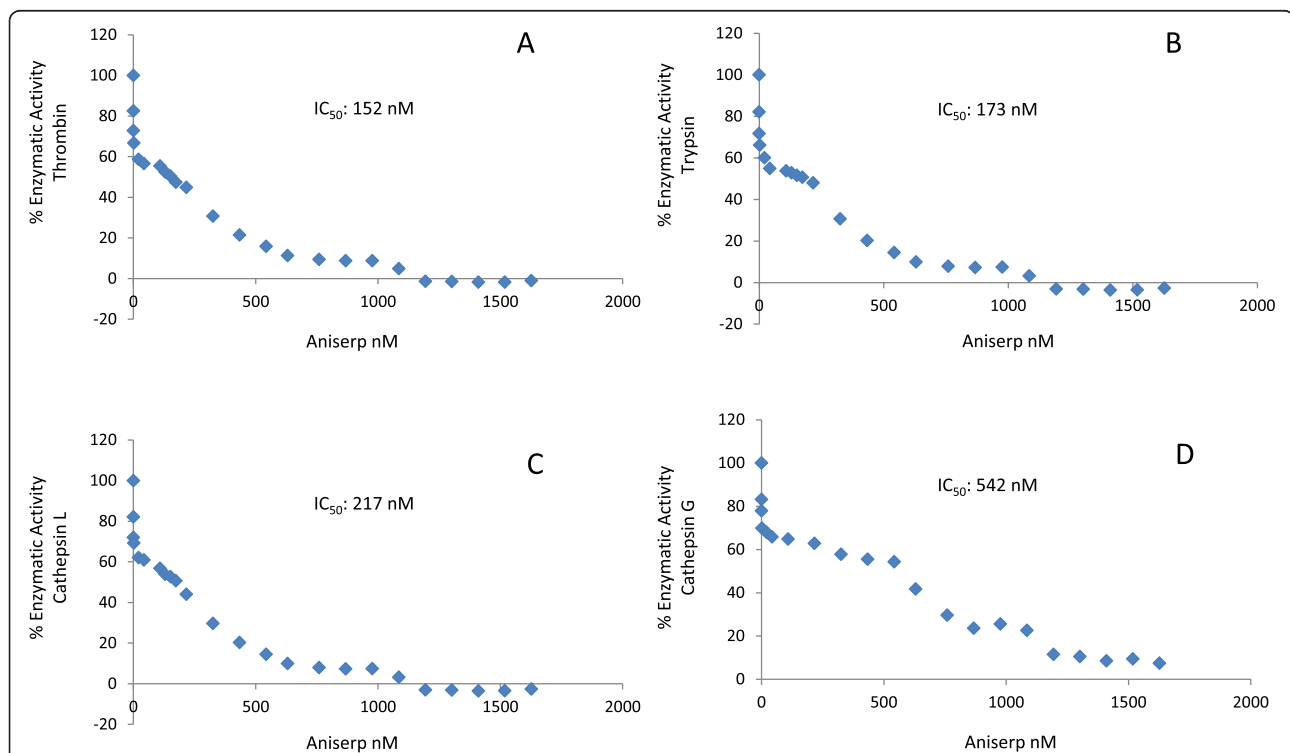 A
% Enzymatic Activity
Thrombin
120
100
80
60
40
20
0
-20
IC50: 152 nM
0 500 1000 1500 2000
Aniserp nM
B
% Enzymatic Activity
Trypsin
120
100
80
60
40
20
0
-20
IC50: 173 nM
0 500 1000 1500 2000
Aniserp nM
C
% Enzymatic Activity
Cathepsin L
120
100
80
60
40
20
0
-20
IC50: 217 nM
0 500 1000 1500 2000
Aniserp nM
D
% Enzymatic Activity
Cathepsin G
120
100
80
60
40
20
0
IC50: 542 nM
0 500 1000 1500 2000
Aniserp nM